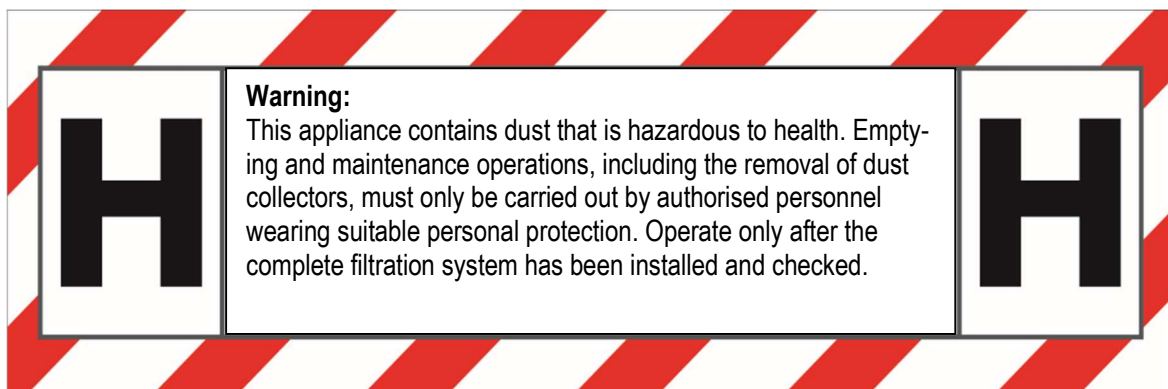 H
Warning:
This appliance contains dust that is hazardous to health. Empty-
ing and maintenance operations, including the removal of dust
collectors, must only be carried out by authorised personnel
wearing suitable personal protection. Operate only after the
complete filtration system has been installed and checked.
H